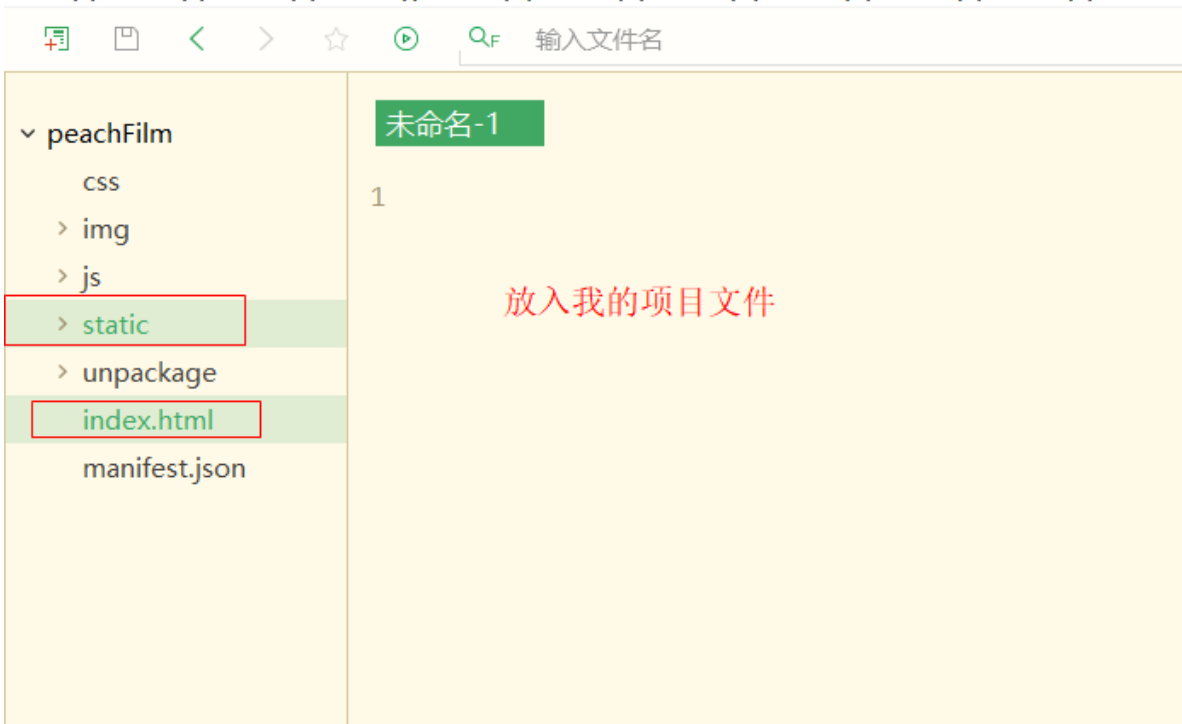 输入文件名
peachFilm
css
img
js
static
unpackage
index.html
manifest.json
未命名-1
1
放入我的项目文件